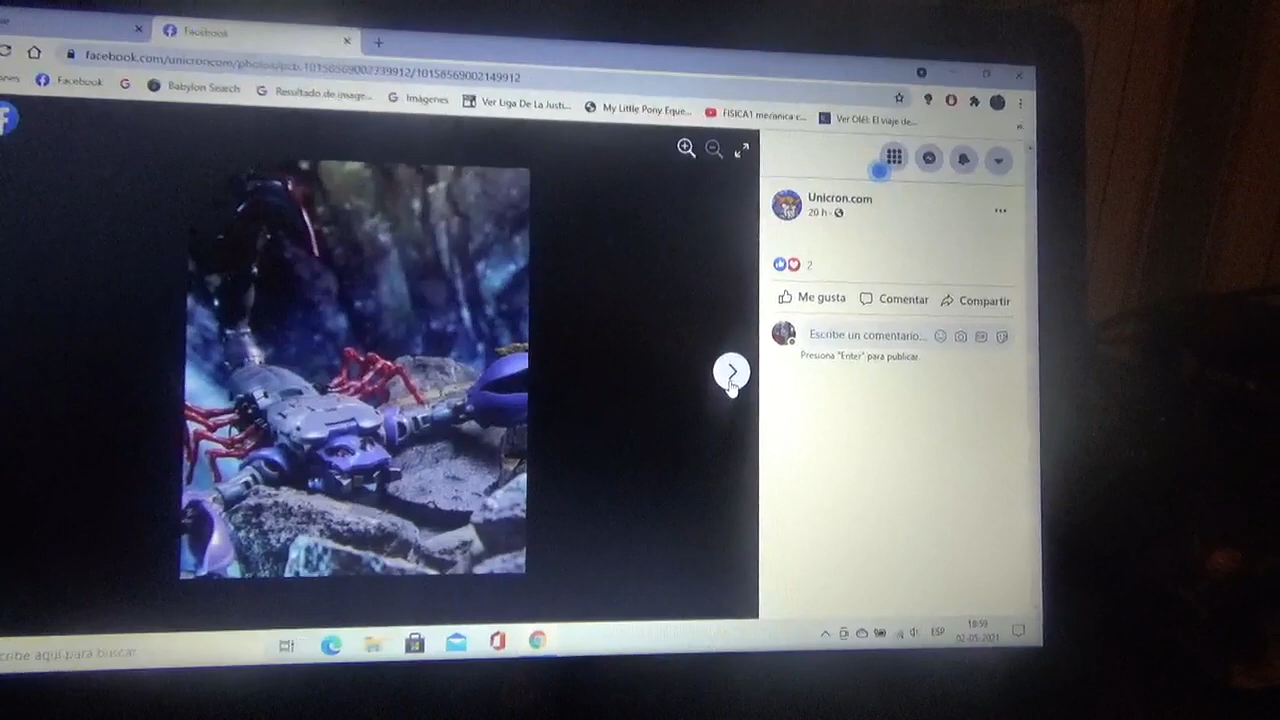 Facebook
facebook.com/unicroncom/photos/pcb.10158569002339912/10158569002149912
Facebook
Babylon Search
Resultado de image...
Imágenes
Ver Liga De La Justi...
My Little Pony Eque...
FISICA1 mecanica c...
Ver Olé!: El viaje de...
Unicron.com
20 h ·
2
Me gusta
Comentar
Compartir
Escribe un comentario...
Presiona "Enter" para publicar.
cribe aquí para buscar
ESP
18:59
02-05-2021